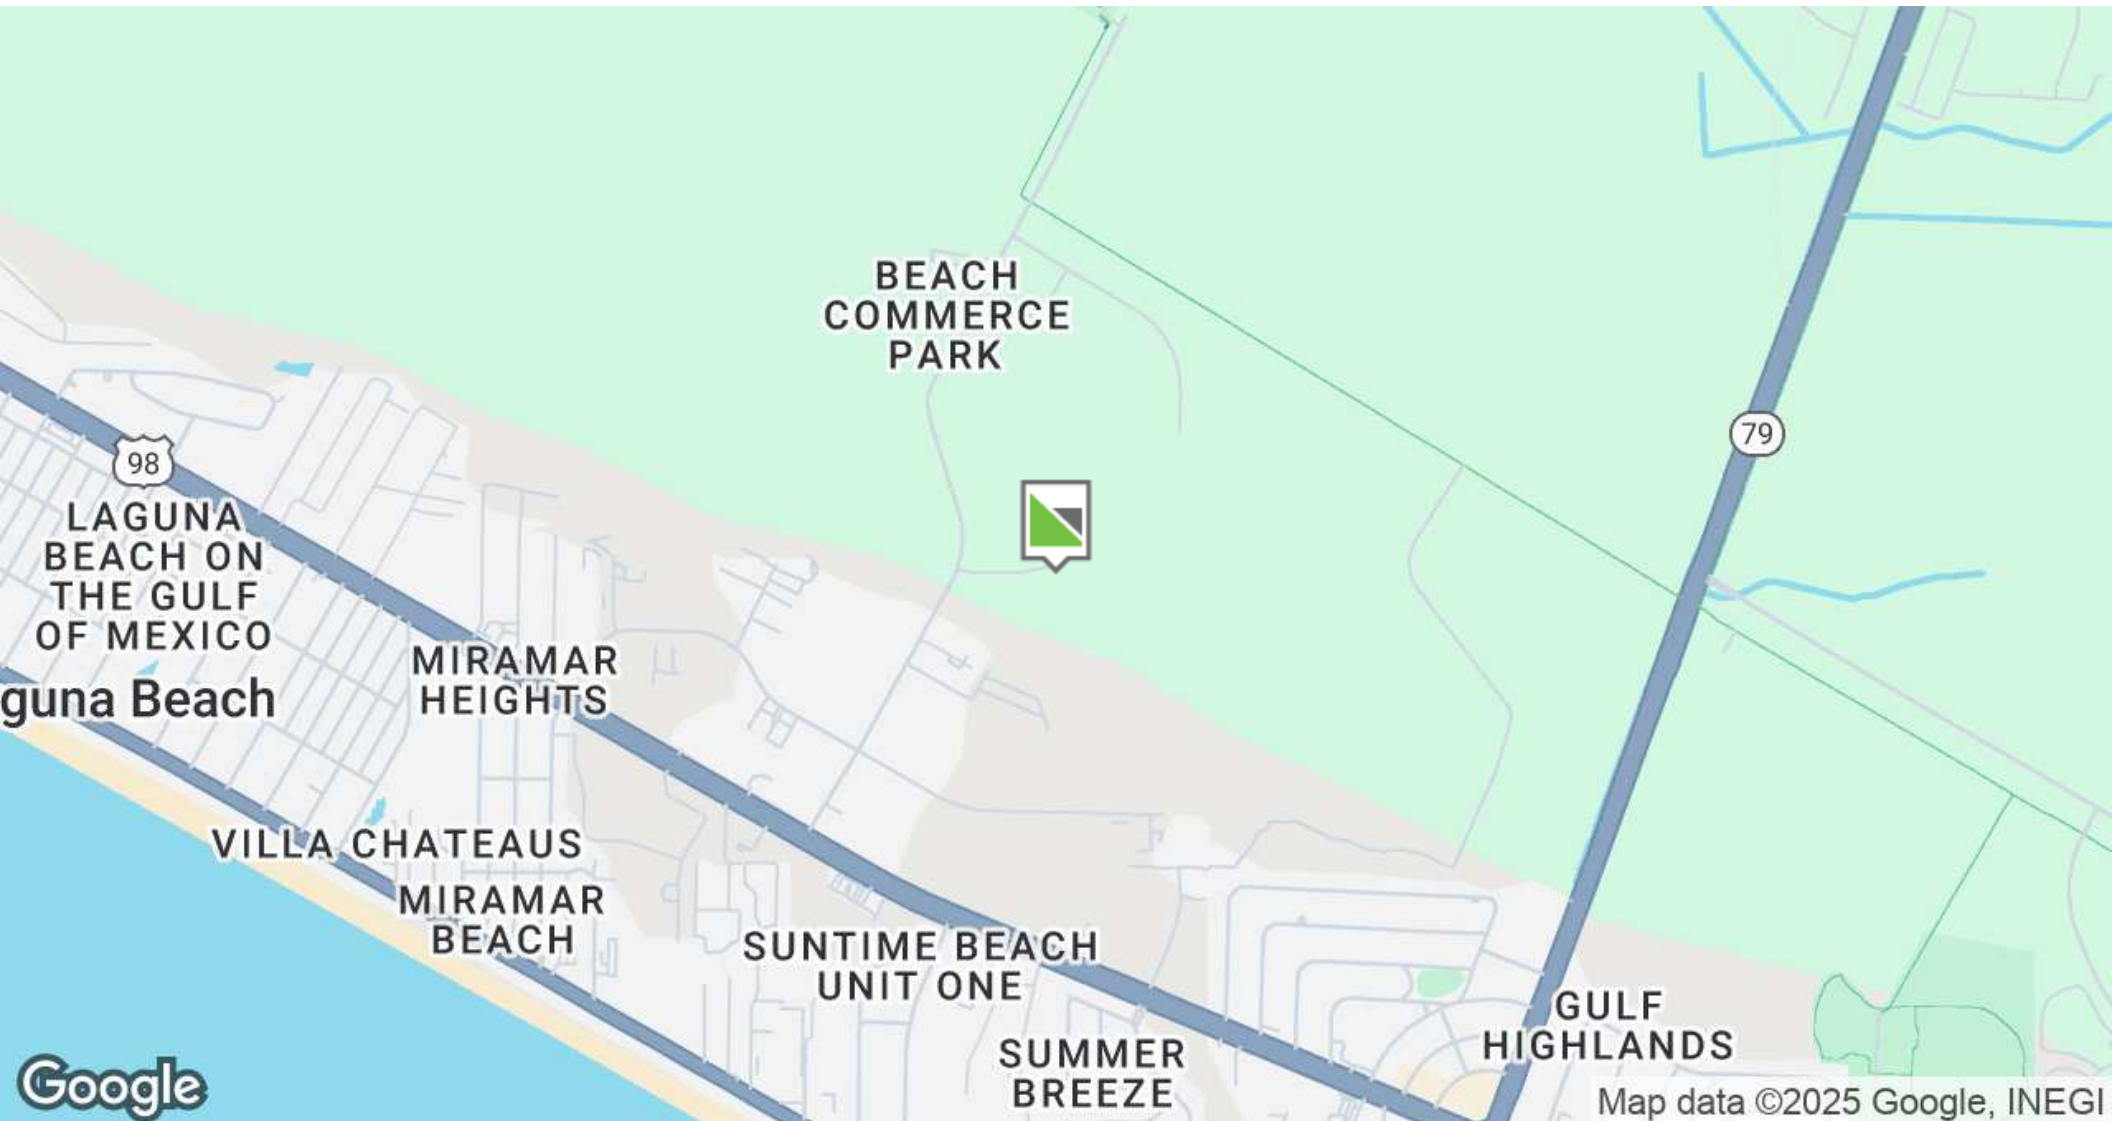 BEACH
COMMERCE
PARK
79
98
LAGUNA
BEACH ON
THE GULF
OF MEXICO
guna Beach
MIRAMAR
HEIGHTS
VILLA CHATEAUS
MIRAMAR
BEACH
SUNTIME BEACH
UNIT ONE
GULF
HIGHLANDS
SUMMER
BREEZE
Google
Map data ©2025 Google, INEGI